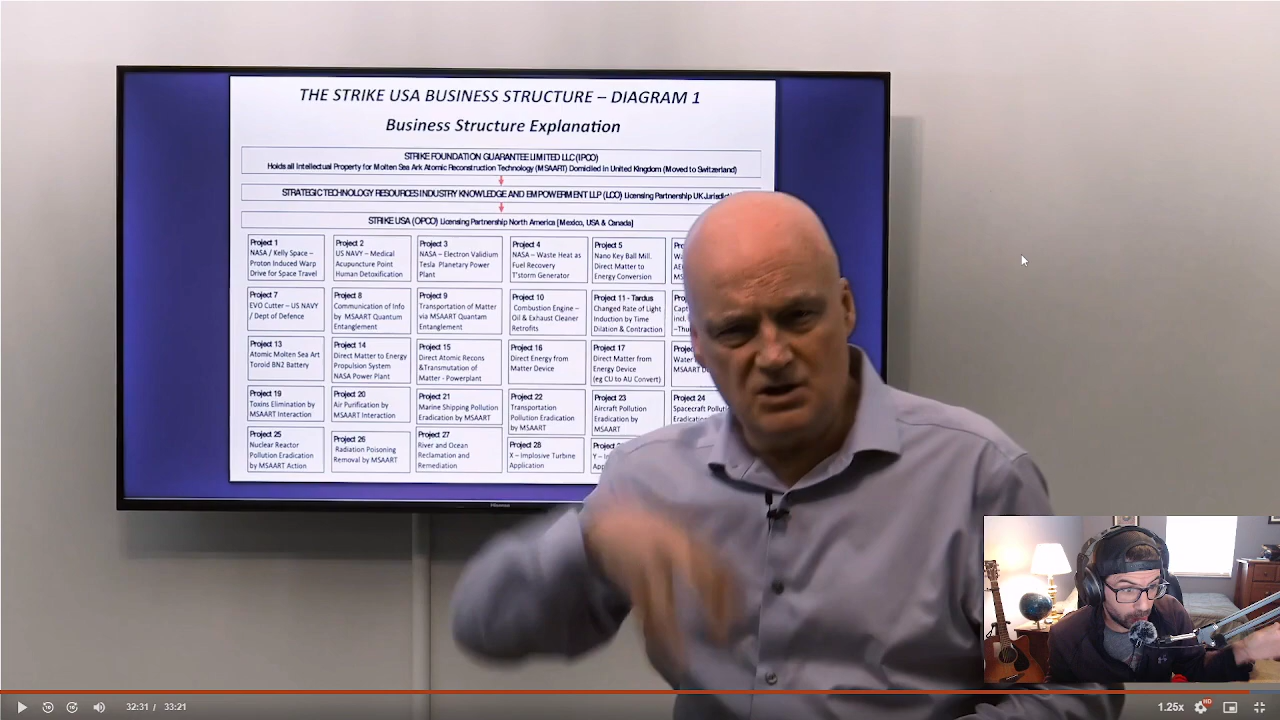 THE STRIKE USA BUSINESS STRUCTURE – DIAGRAM 1
Business Structure Explanation
STRIKE FOUNDATION GUARANTEE LIMITED LLC (IPCO)
Holds all Intellectual Property for Molten Sea Ark Atomic Reconstruction Technology (MSAART) Domiciled in United Kingdom (Moved to Switzerland)
STRATEGIC TECHNOLOGY RESOURCES INDUSTRY KNOWLEDGE AND EMPOWERMENT LLP (LCO) Licensing Partnership UK Jurisdict
STRIKE USA (OPCO) Licensing Partnership North America [Mexico, USA & Canada]
Project 1
NASA / Kelly Space –
Proton Induced Warp
Drive for Space Travel
Project 2
US NAVY – Medical
Acupuncture Point
Human Detoxification
Project 3
NASA – Electron Validium
Tesla Planetary Power
Plant
Project 4
NASA – Waste Heat as
Fuel Recovery
T'storm Generator
Project 5
Nano Key Ball Mill.
Direct Matter to
Energy Conversion
Project 7
EVO Cutter – US NAVY
/ Dept of Defence
Project 8
Communication of Info
by MSAART Quantum
Entanglement
Project 9
Transportation of Matter
via MSAART Quantam
Entanglement
Project 10
Combustion Engine –
Oil & Exhaust Cleaner
Retrofits
Project 11 - Tardus
Changed Rate of Light
Induction by Time
Dilation & Contraction
Project 13
Atomic Molten Sea Art
Toroid BN2 Battery
Project 14
Direct Matter to Energy
Propulsion System
NASA Power Plant
Project 15
Direct Atomic Recons
&Transmutation of
Matter - Powerplant
Project 16
Direct Energy from
Matter Device
Project 17
Direct Matter from
Energy Device
(eg CU to AU Convert)
Water
MSAART D
Project 19
Toxins Elimination by
MSAART Interaction
Project 20
Air Purification by
MSAART Interaction
Project 21
Marine Shipping Pollution
Eradication by MSAART
Project 22
Transportation
Pollution Eradication
by MSAART
Project 23
Aircraft Pollution
Eradication by
MSAART
Project 24
Spacecraft Pollutio
Eradication by
Project 25
Nuclear Reactor
Pollution Eradication
by MSAART Action
Project 26
Radiation Poisoning
Removal by MSAART
Project 27
River and Ocean
Reclamation and
Remediation
Project 28
X – Implosive Turbine
Application
Hisense
32:31 / 33:21
1.25x
HD